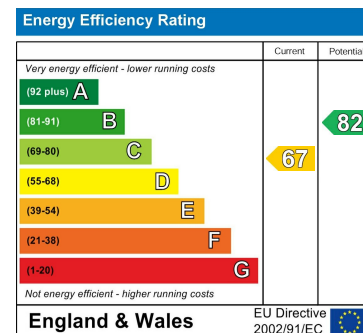 Energy Efficiency Rating
Current
Potential
Very energy efficient - lower running costs
(92 plus) A
(81-91) B
82
(69-80) C
67
(55-68) D
(39-54) E
(21-38) F
(1-20) G
Not energy efficient - higher running costs
England & Wales
EU Directive
2002/91/EC